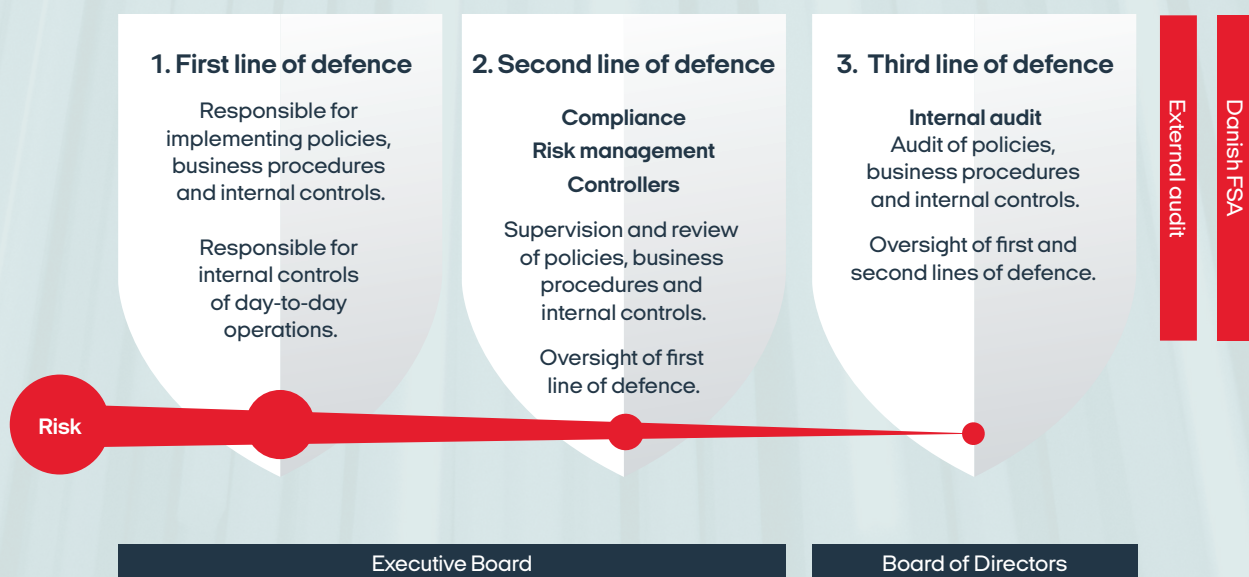 1. First line of defence
Responsible for
implementing policies,
business procedures
and internal controls.
Responsible for
internal controls
of day-to-day
operations.
2. Second line of defence
Compliance
Risk management
Controllers
Supervision and review
of policies, business
procedures and
internal controls.
Oversight of first
line of defence.
3. Third line of defence
Internal audit
Audit of policies,
business procedures
and internal controls.
Oversight of first and
second lines of defence.
External audit
Danish FSA
Risk
Executive Board
Board of Directors